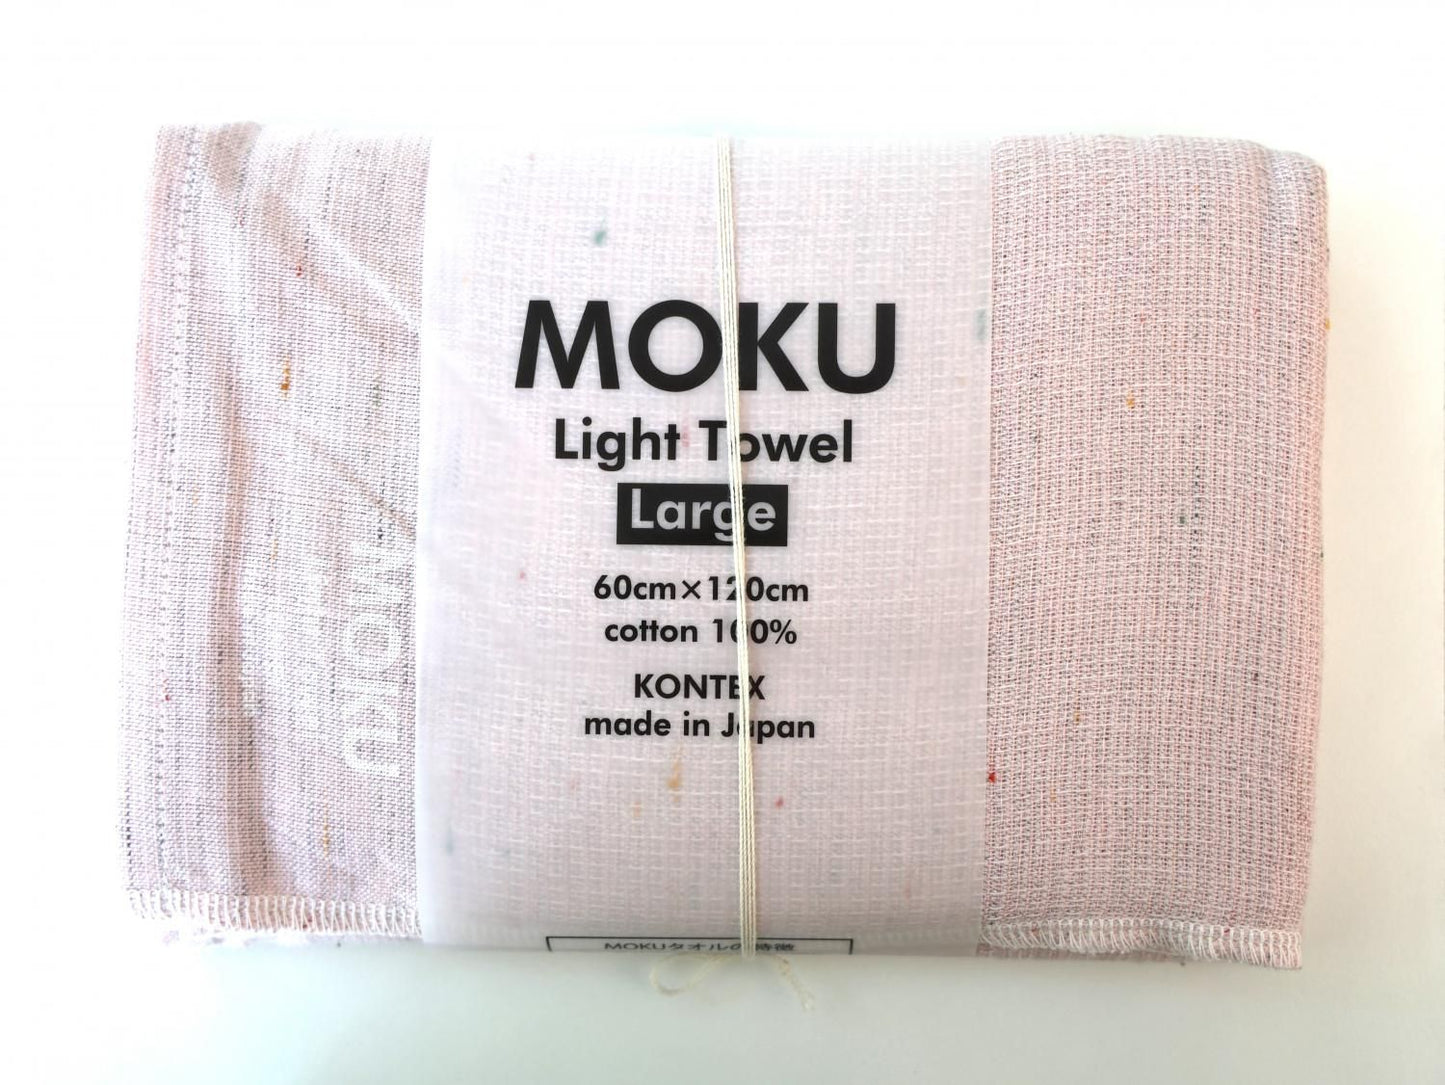 MOKU
Light Towel
Large
60cm×120cm
cotton 100%
KONTEX
made in Japan
MOKU
MOKUタオルの特徴